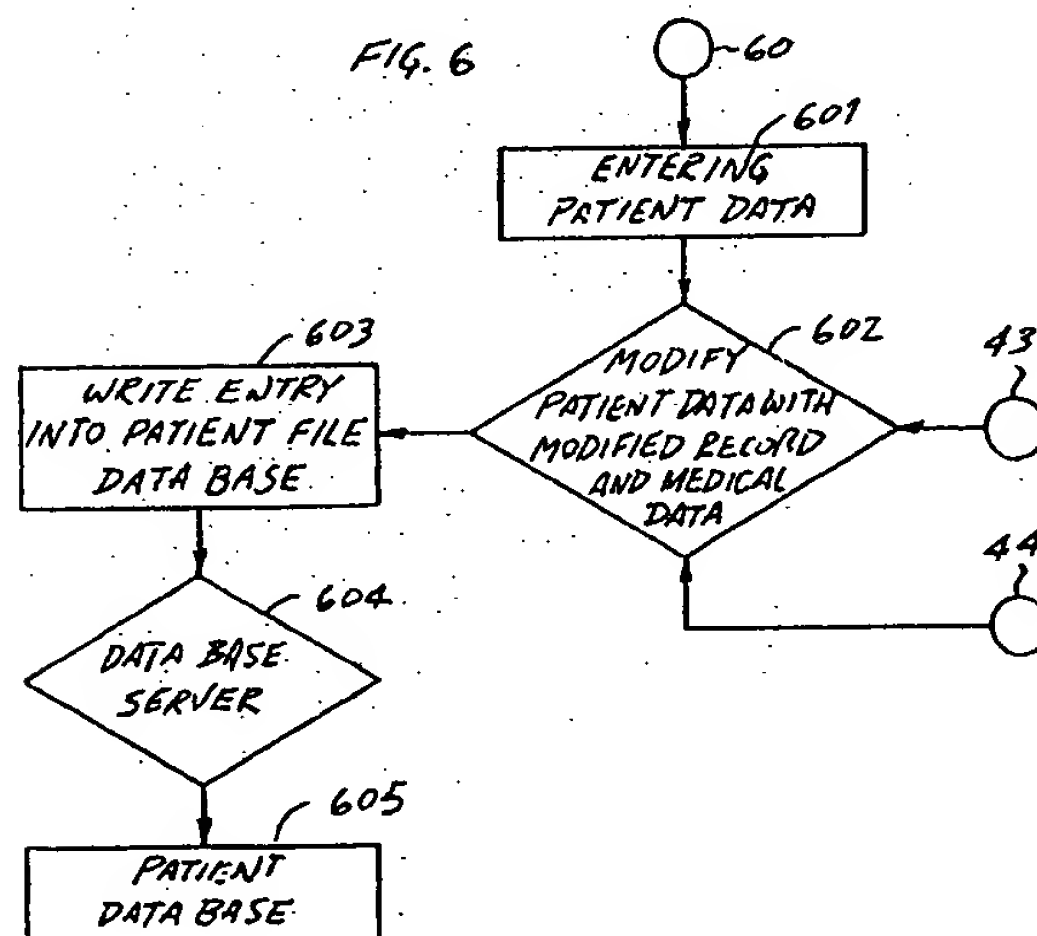 FIG. 6
60
601
ENTERING
PATIENT DATA
602
MODIFY
PATIENT DATA WITH
MODIFIED RECORD
AND MEDICAL
DATA
43
44
603
WRITE ENTRY
INTO PATIENT FILE
DATA BASE
604
DATA BASE
SERVER
605
PATIENT
DATA BASE